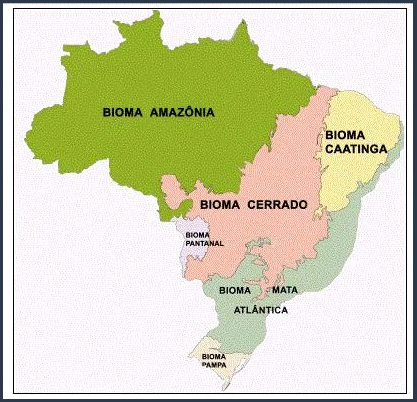 BIOMA AMAZÔNIA
BIOMA
CAATINGA
BIOMA CERRADO
BIOMA
PANTANAL
BIOMA MATA
ATLÂNTICA
BIOMA
PAMPA